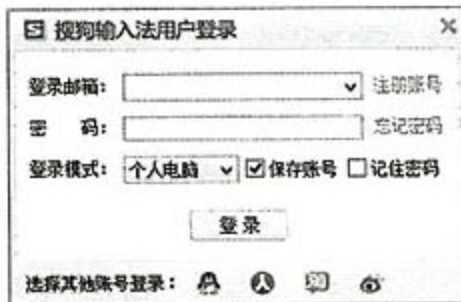 搜狗输入法用户登录
登录邮箱： 注册账号
密 码： 忘记密码
登录模式： 个人电脑 保存账号 记住密码
登录
选择其他账号登录：